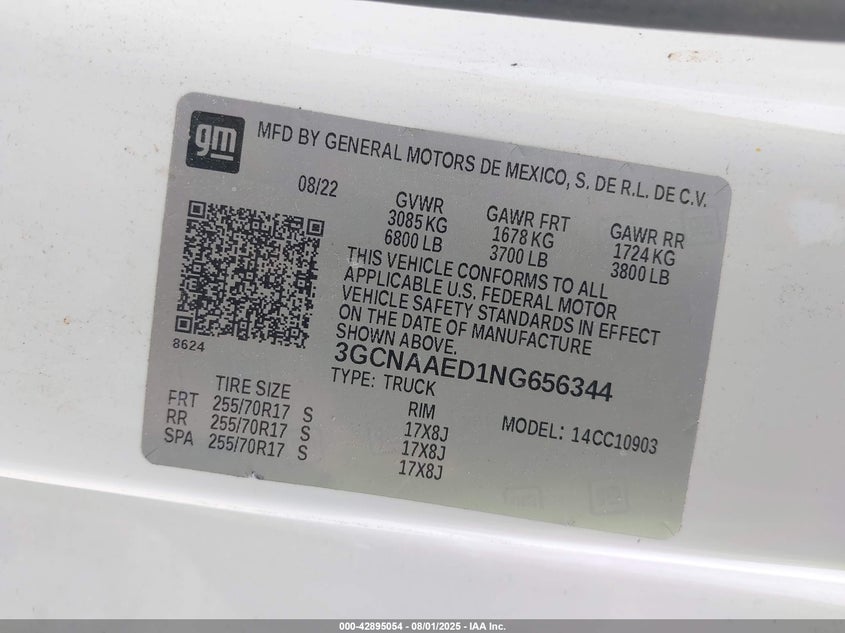 gm
MFD BY GENERAL MOTORS DE MEXICO, S. DE R.L. DE C.V.
08/22
GVWR
3085 KG
6800 LB
GAWR FRT
1678 KG
3700 LB
GAWR RR
1724 KG
3800 LB
THIS VEHICLE CONFORMS TO ALL
APPLICABLE U.S. FEDERAL MOTOR
VEHICLE SAFETY STANDARDS IN EFFECT
ON THE DATE OF MANUFACTURE
SHOWN ABOVE.
8624
3GCNAAED1NG656344
TYPE: TRUCK
TIRE SIZE
RIM
MODEL: 14CC10903
FRT 255/70R17 S 17X8J
RR 255/70R17 S 17X8J
SPA 255/70R17 S 17X8J
000-42895054 - 08/01/2025 - IAA Inc.